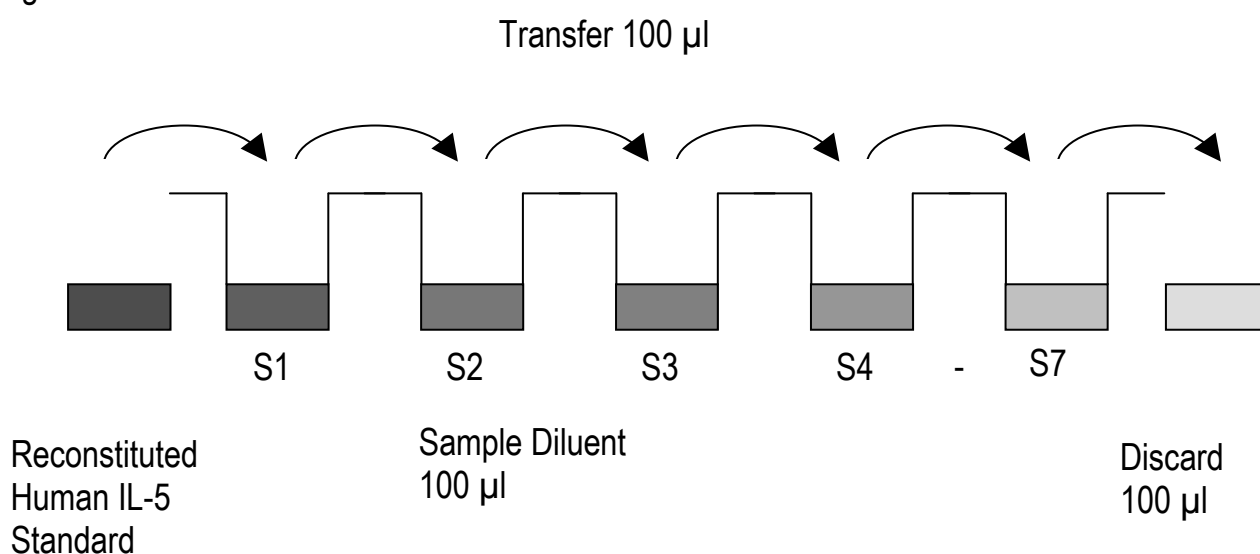 Transfer 100 µl
S1 S2 S3 S4 - S7
Reconstituted
Human IL-5
Standard
Sample Diluent
100 µl
Discard
100 µl